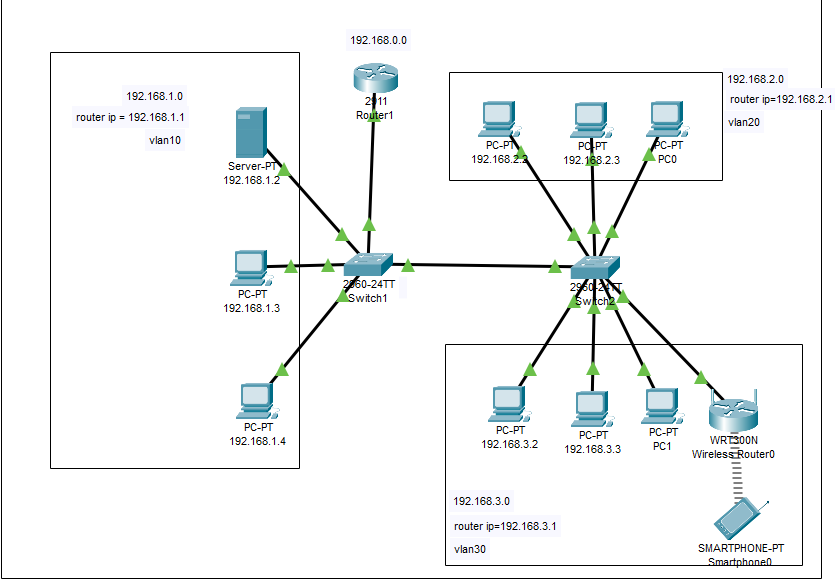 192.168.0.0
2911
Router1
192.168.1.0
router ip = 192.168.1.1
vlan10
Server-PT
192.168.1.2
PC-PT
192.168.1.3
PC-PT
192.168.1.4
2960-24TT
Switch1
192.168.2.0
router ip=192.168.2.1
vlan20
PC-PT
192.168.2.2
PC-PT
192.168.2.3
PC-PT
PC0
2960-24TT
Switch2
PC-PT
192.168.3.2
PC-PT
192.168.3.3
PC-PT
PC1
WRT300N
Wireless Router0
192.168.3.0
router ip=192.168.3.1
vlan30
SMARTPHONE-PT
Smartphone0